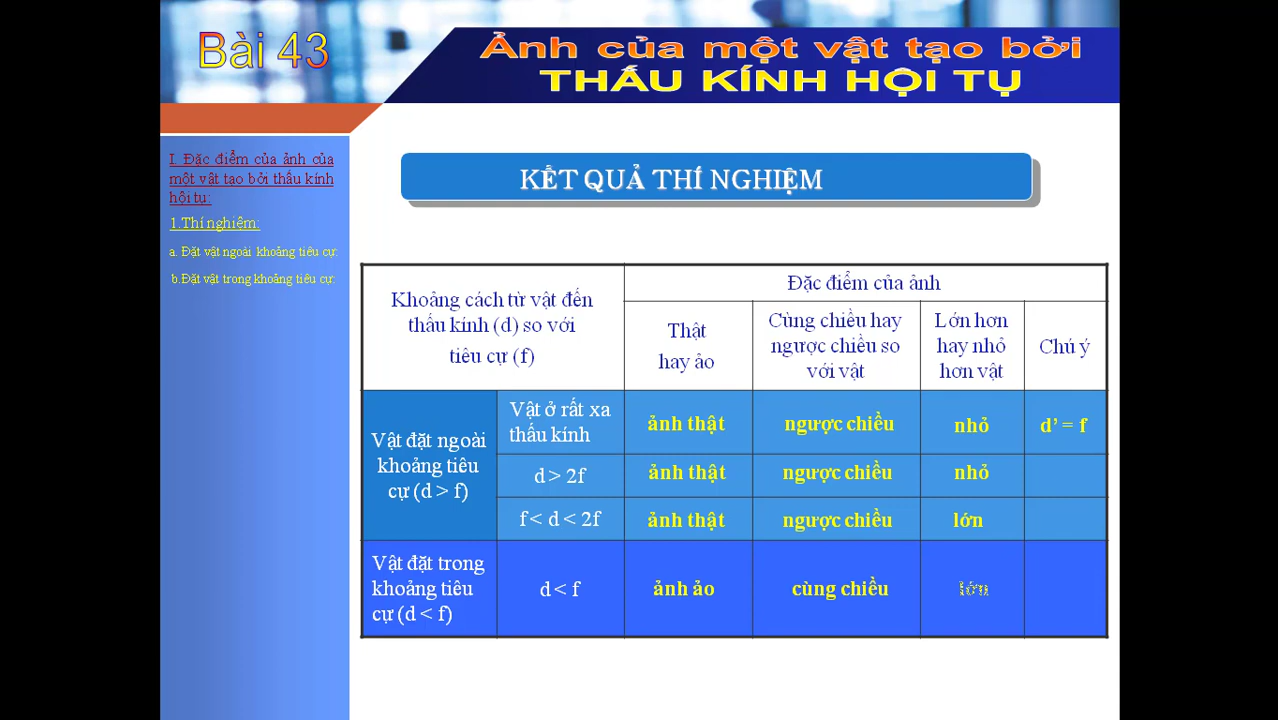 Bài 43
Ảnh của một vật tạo bởi
THẤU KÍNH HỘI TỤ
I. Đặc điểm của ảnh của
một vât tạo bởi thấu kính
hội tụ:
1.Thí nghiệm:
a. Đặt vật ngoài khoảng tiêu cự:
b.Đặt vật trong khoảng tiêu cự:
KẾT QUẢ THÍ NGHIỆM
Khoảng cách từ vật đến
thấu kính (d) so với
tiêu cự (f)
Đặc điểm của ảnh
Thật
hay ảo
Cùng chiều hay
ngược chiều so
với vật
Lớn hơn
hay nhỏ
hơn vật
Chú ý
Vật đặt ngoài
khoảng tiêu
cự (d > f)
Vật ở rất xa
thấu kính
ảnh thật
ngược chiều
nhỏ
d’ = f
d > 2f
ảnh thật
ngược chiều
nhỏ
f < d < 2f
ảnh thật
ngược chiều
lớn
Vật đặt trong
khoảng tiêu
cự (d < f)
d < f
ảnh ảo
cùng chiều
lớn